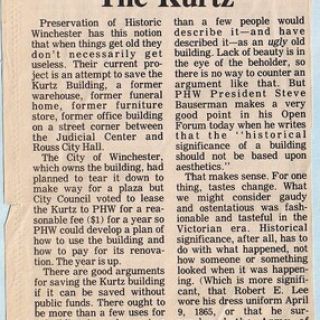 The Kurtz
Preservation of Historic
Winchester has this notion
that when things get old they
don't necessarily get
useless. Their current pro-
ject is an attempt to save the
Kurtz Building, a former
warehouse, former funeral
home, former furniture
store, former office building
on a street corner between
the Judicial Center and
Rouss City Hall.
The City of Winchester,
which owns the building, had
planned to tear it down to
make way for a plaza but
City Council voted to lease
the Kurtz to PHW for a rea-
sonable fee ($1) for a year so
PHW could develop a plan of
how to use the building and
how to pay for its renova-
tion. The year is up.
There are good arguments
for saving the Kurtz building
if it can be saved without
public funds. There ought to
be more than a few uses for
than a few people would
describe it—and have
described it—as an ugly old
building. Lack of beauty is in
the eye of the beholder, so
there is no way to counter an
argument like that. But
PHW President Steve
Bauserman makes a very
good point in his Open
Forum today when he writes
that the "historical
significance of a building
should not be based upon
aesthetics."
That makes sense. For one
thing, tastes change. What
we might consider gaudy
and ostentatious was fash-
ionable and tasteful in the
Victorian era. Historical
significance, after all, has to
do with what happened, not
how someone or something
looked when it was happen-
ing. (Which is more signifi-
cant, that Robert E. Lee
wore his dress uniform April
9, 1865, or that he sur-